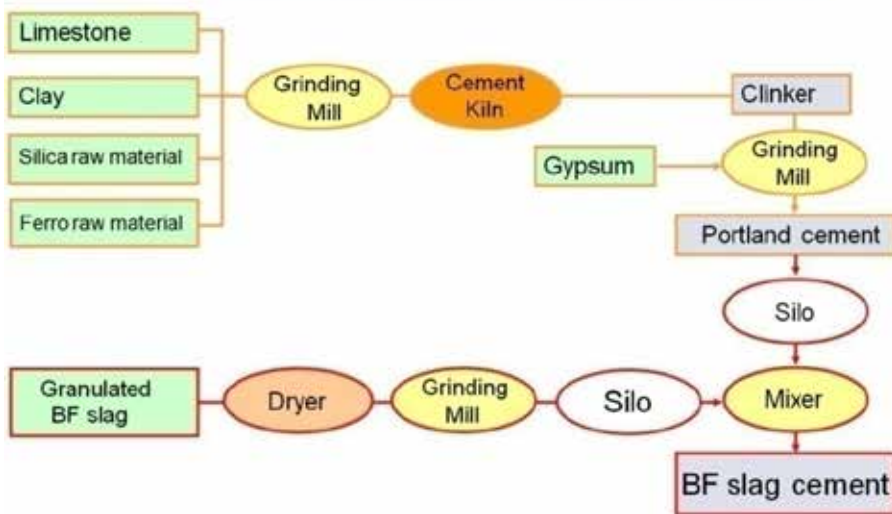 Limestone
Clay
Silica raw material
Ferro raw material
Grinding
Mill
Cement
Kiln
Clinker
Gypsum
Grinding
Mill
Portland cement
Silo
Granulated
BF slag
Dryer
Grinding
Mill
Silo
Mixer
BF slag cement